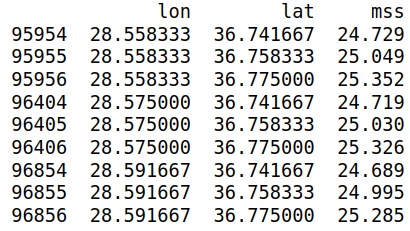 lon lat mss
95954 28.558333 36.741667 24.729
95955 28.558333 36.758333 25.049
95956 28.558333 36.775000 25.352
96404 28.575000 36.741667 24.719
96405 28.575000 36.758333 25.030
96406 28.575000 36.775000 25.326
96854 28.591667 36.741667 24.689
96855 28.591667 36.758333 24.995
96856 28.591667 36.775000 25.285